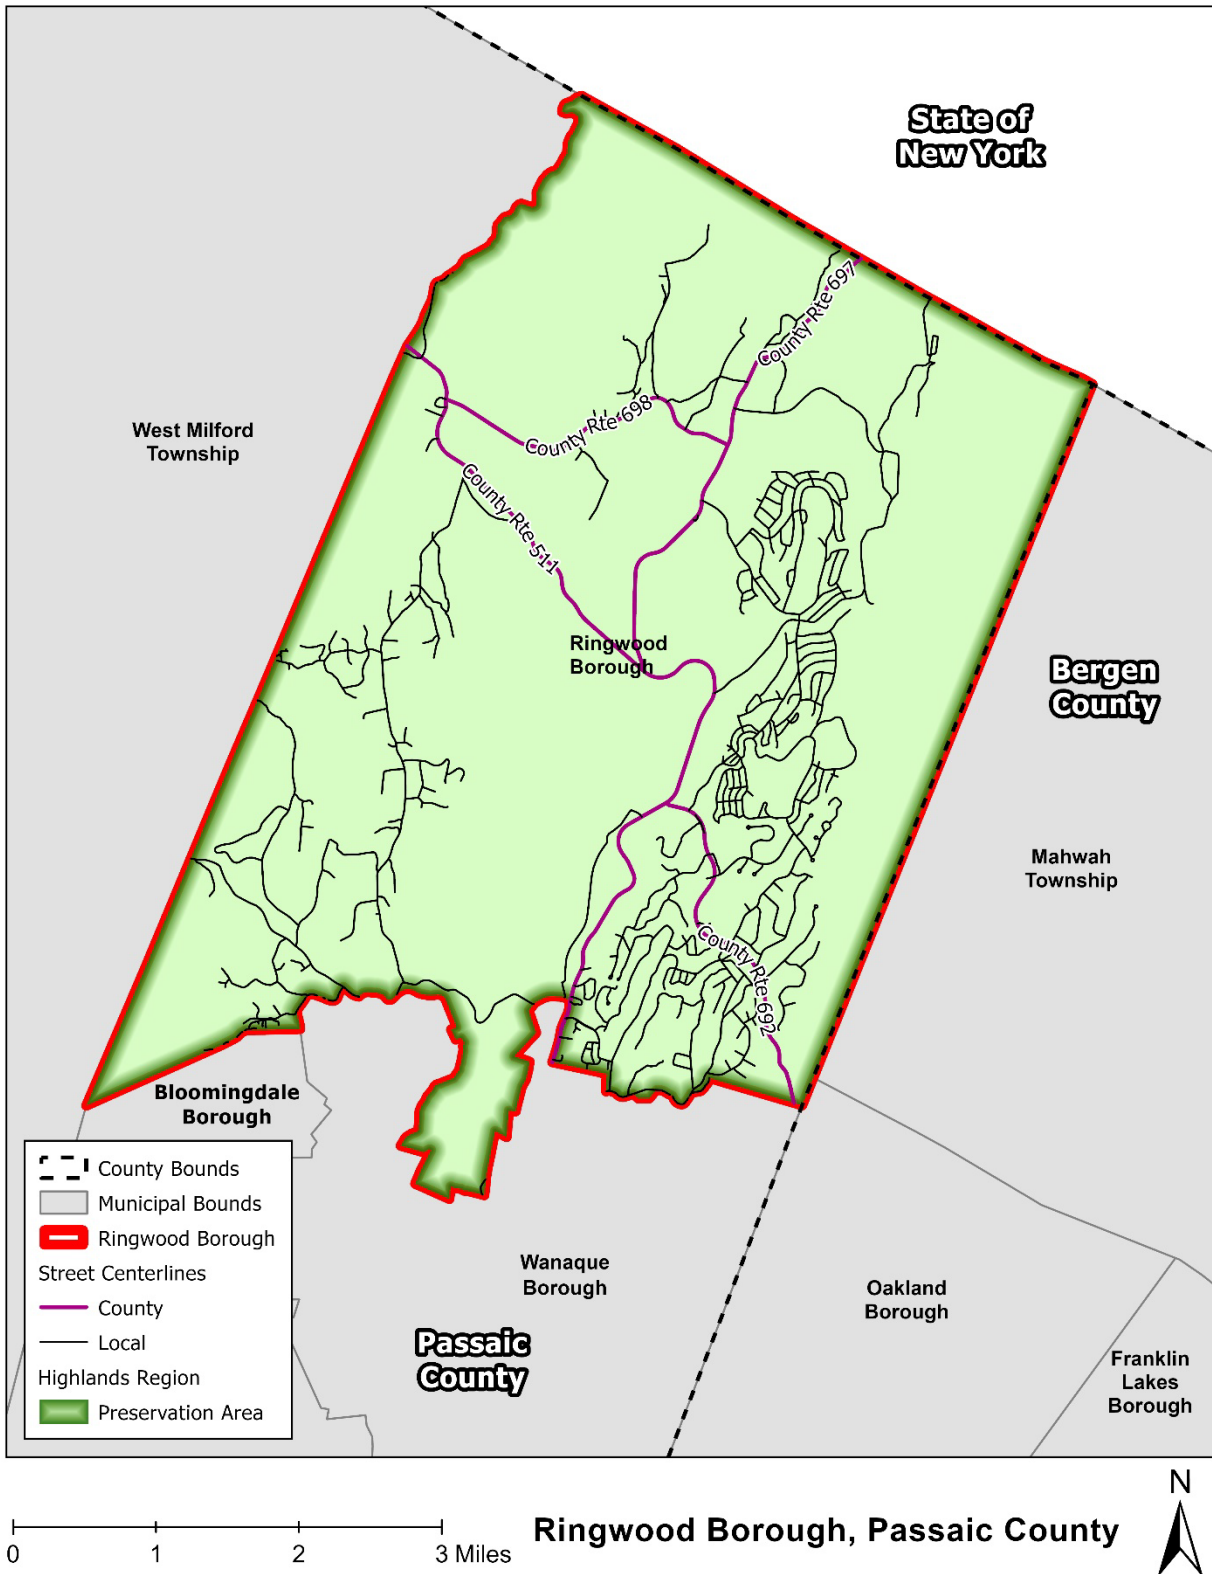 State of
New York
County Rte 697
County Rte 698
West Milford
Township
County Rte 511
Ringwood
Borough
Bergen
County
Mahwah
Township
County Rte 692
Bloomingdale
Borough
County Bounds
Municipal Bounds
Ringwood Borough
Street Centerlines
County
Local
Highlands Region
Preservation Area
Wanaque
Borough
Oakland
Borough
Passaic
County
Franklin
Lakes
Borough
N
Ringwood Borough, Passaic County
0 1 2 3 Miles